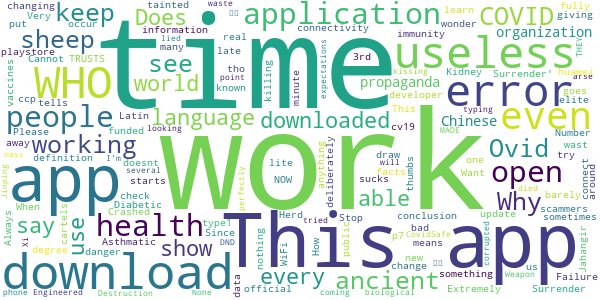 changing tainted occur put
Very keep Does application COVID learn fully giving
sheep 
playstore Cannot TRUSTS
time
information lied many
real late tho point known
connectivity wonder immunity
waste expectations
WHO see world killing
minute 3rd
useless
organization
kissing Kidney Surrender human arse
vaccines ccp tells
language downloaded
propaganda developer
This
Chinese goes elite
THEY
people
error even
Latin funded
cv19 typing MADE
Number wast
away definition I'm
working
app
looking
work
lite NOW
anything deliberately
able
Ovid open
facts one Want
try
mass
Jinping
doesnt several
starts
health
nothing
sucks
draw will
thumbs
Why
barely connect around
perfectly
check
Diabetic
When Crashed type1
Always
say use
Since DND
WiFi
Herd tried
How
Stop public
conclusion
died
update
scammers sometimes
p7 CovidSafe
bad means
new change
corrupted
Jahangir
cartels
degree
Xi
Asthmatic
show
This app
download
danger
data
every
ancient
us
something
Weapon
Failure
phone Engineered Destruction None
official coming biological
Extremely Surrender